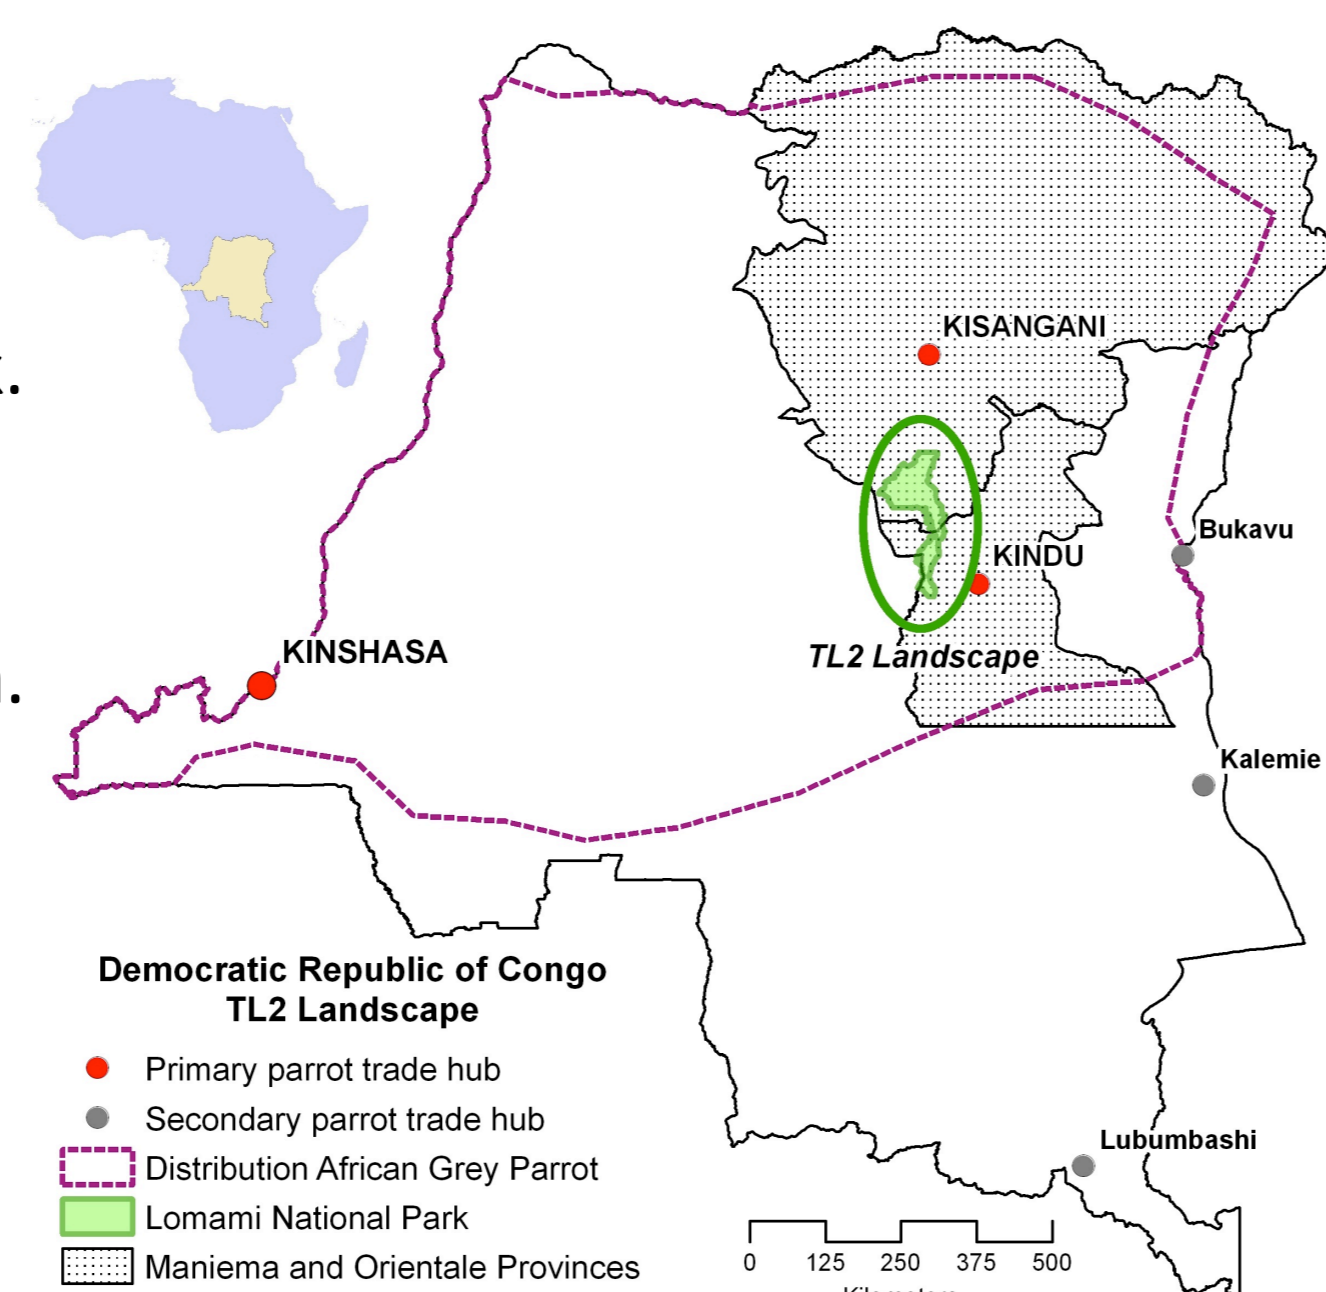 KISANGANI
Bukavu
KINDU
KINSHASA
TL2 Landscape
Kalemie
Democratic Republic of Congo
TL2 Landscape
Primary parrot trade hub
Secondary parrot trade hub
Lubumbashi
Distribution African Grey Parrot
Lomami National Park
Maniema and Orientale Provinces
0 125 250 375 500